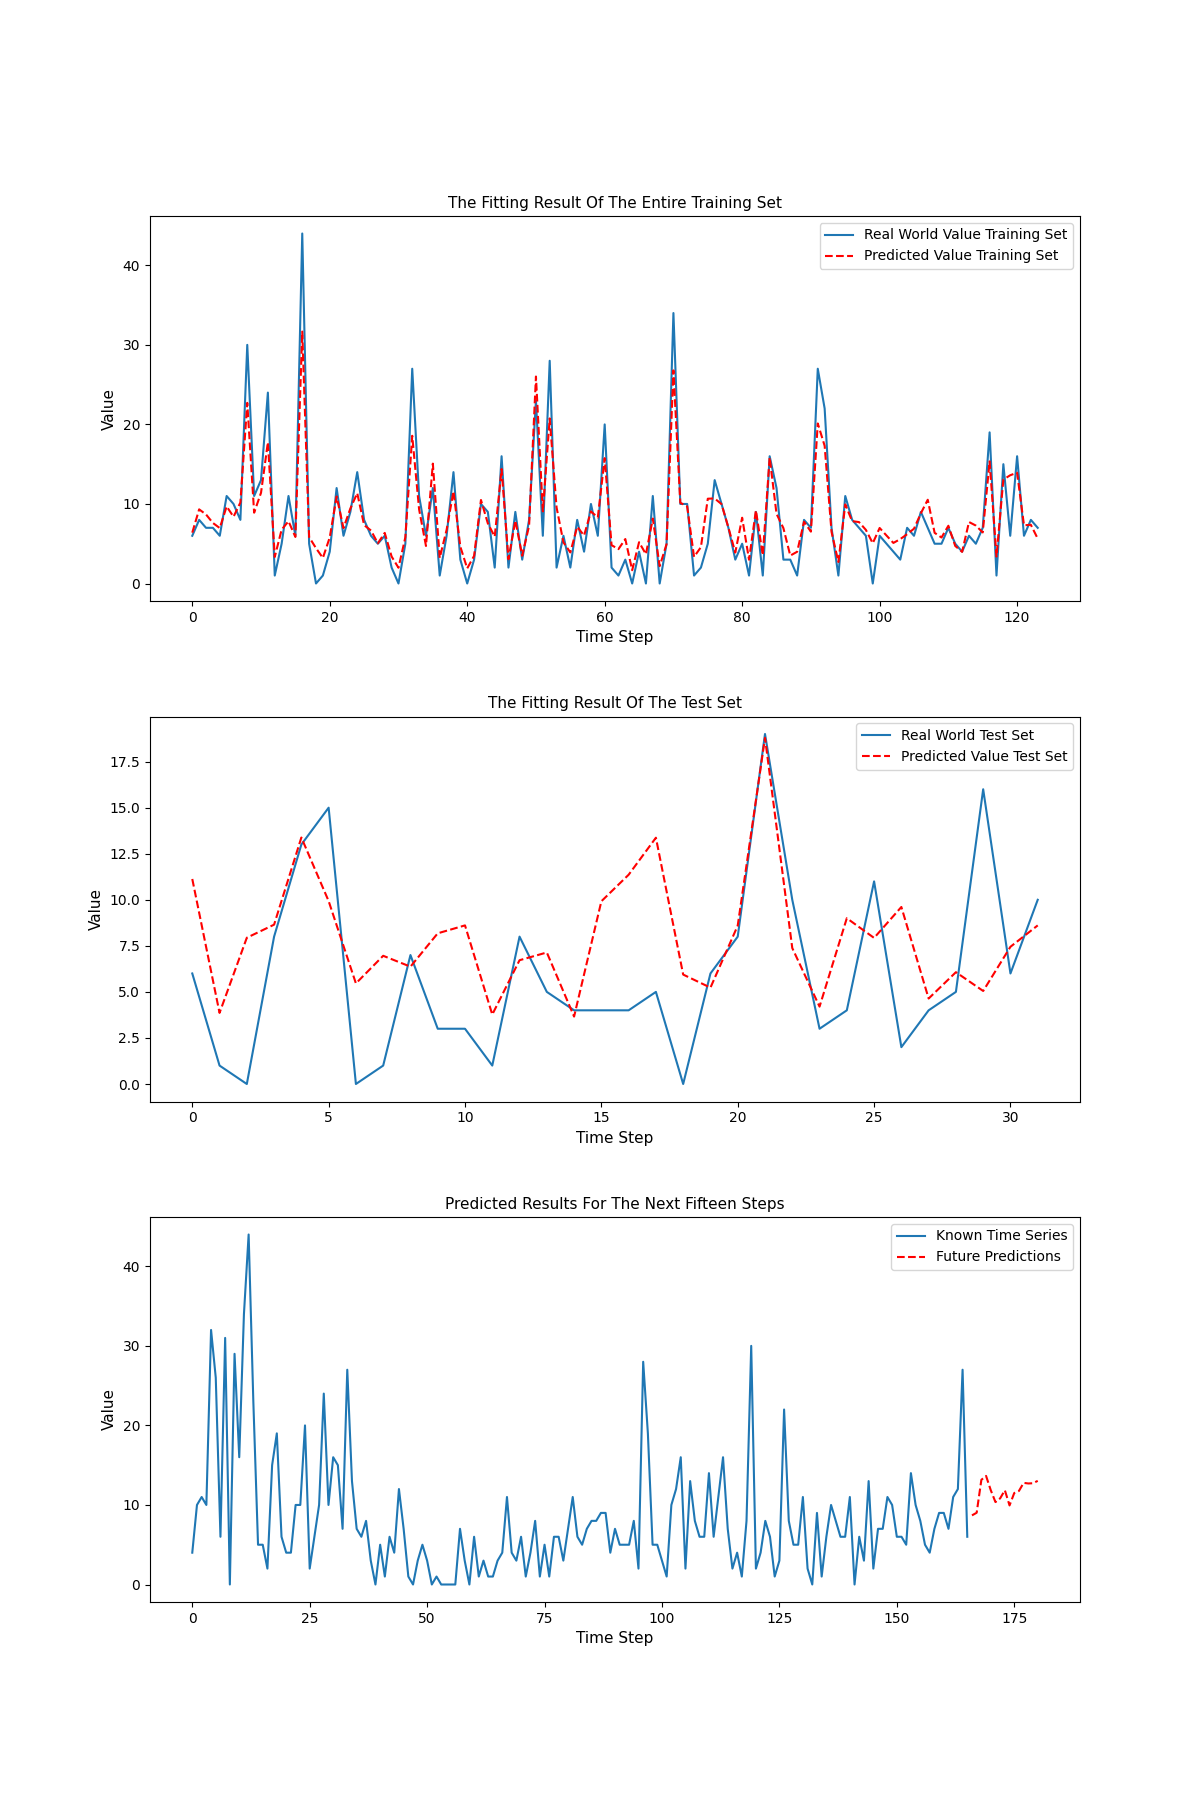 The Fitting Result Of The Entire Training Set
Real World Value Training Set
Predicted Value Training Set
40
30
20
10
0
Value
0 20 40 60 80 100 120
Time Step
The Fitting Result Of The Test Set
Real World Test Set
Predicted Value Test Set
17.5
15.0
12.5
10.0
7.5
5.0
2.5
0.0
Value
0 5 10 15 20 25 30
Time Step
Predicted Results For The Next Fifteen Steps
Known Time Series
Future Predictions
40
30
20
10
0
Value
0 25 50 75 100 125 150 175
Time Step